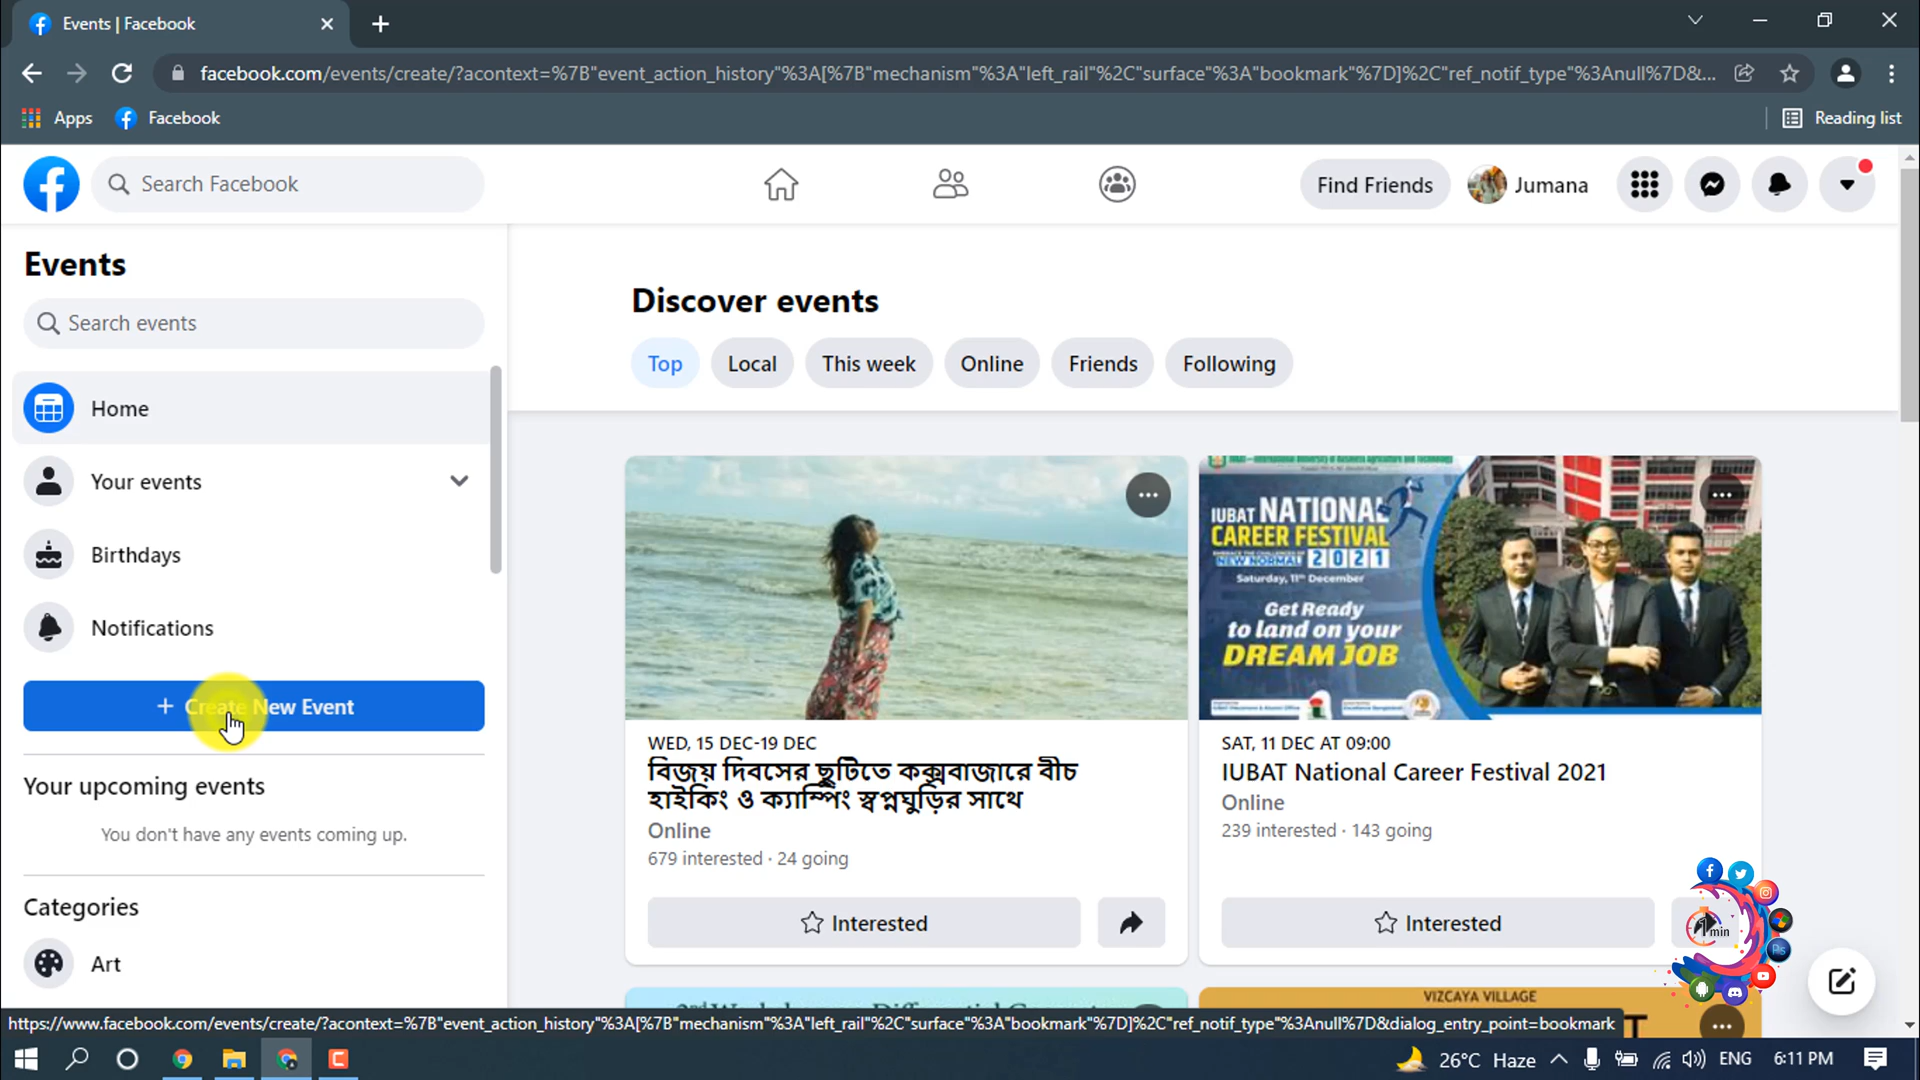 Events | Facebook
facebook.com/events/create/?acontext=%7B"event_action_history"%3A[%7B"mechanism"%3A"left_rail"%2C"surface"%3A"bookmark"%7D]%2C"ref_notif_type"%3Anull%7D&...
Apps Facebook Reading list
Search Facebook Find Friends Jumana
Events
Search events
Home
Your events
Birthdays
Notifications
+ Create New Event
Your upcoming events
You don't have any events coming up.
Categories
Art
Discover events
Top Local This week Online Friends Following
WED, 15 DEC-19 DEC
বিজয় দিবসের ছুটিতে কক্সবাজারে বীচ
হাইকিং ও ক্যাম্পিং স্বপ্নঘুড়ির সাথে
Online
679 interested · 24 going
Interested
IUBAT NATIONAL
CAREER FESTIVAL
NEW NORMAL 2021
Saturday, 11th December
Get Ready
to land on your
DREAM JOB
SAT, 11 DEC AT 09:00
IUBAT National Career Festival 2021
Online
239 interested · 143 going
Interested
1 min
VIZCAYA VILLAGE
https://www.facebook.com/events/create/?acontext=%7B"event_action_history"%3A[%7B"mechanism"%3A"left_rail"%2C"surface"%3A"bookmark"%7D]%2C"ref_notif_type"%3Anull%7D&dialog_entry_point=bookmark
26°C Haze ENG 6:11 PM